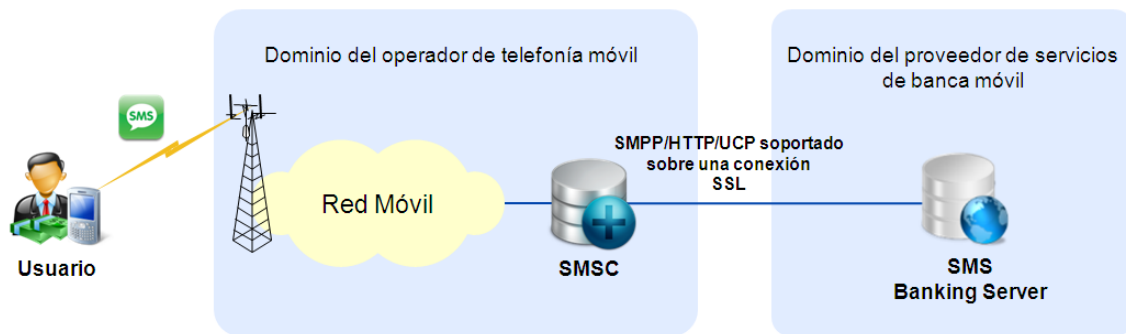 Dominio del operador de telefonía móvil
Dominio del proveedor de servicios
de banca móvil
SMS
SMPP/HTTP/UCP soportado
sobre una conexión
SSL
Red Móvil
Usuario
SMSC
SMS
Banking Server